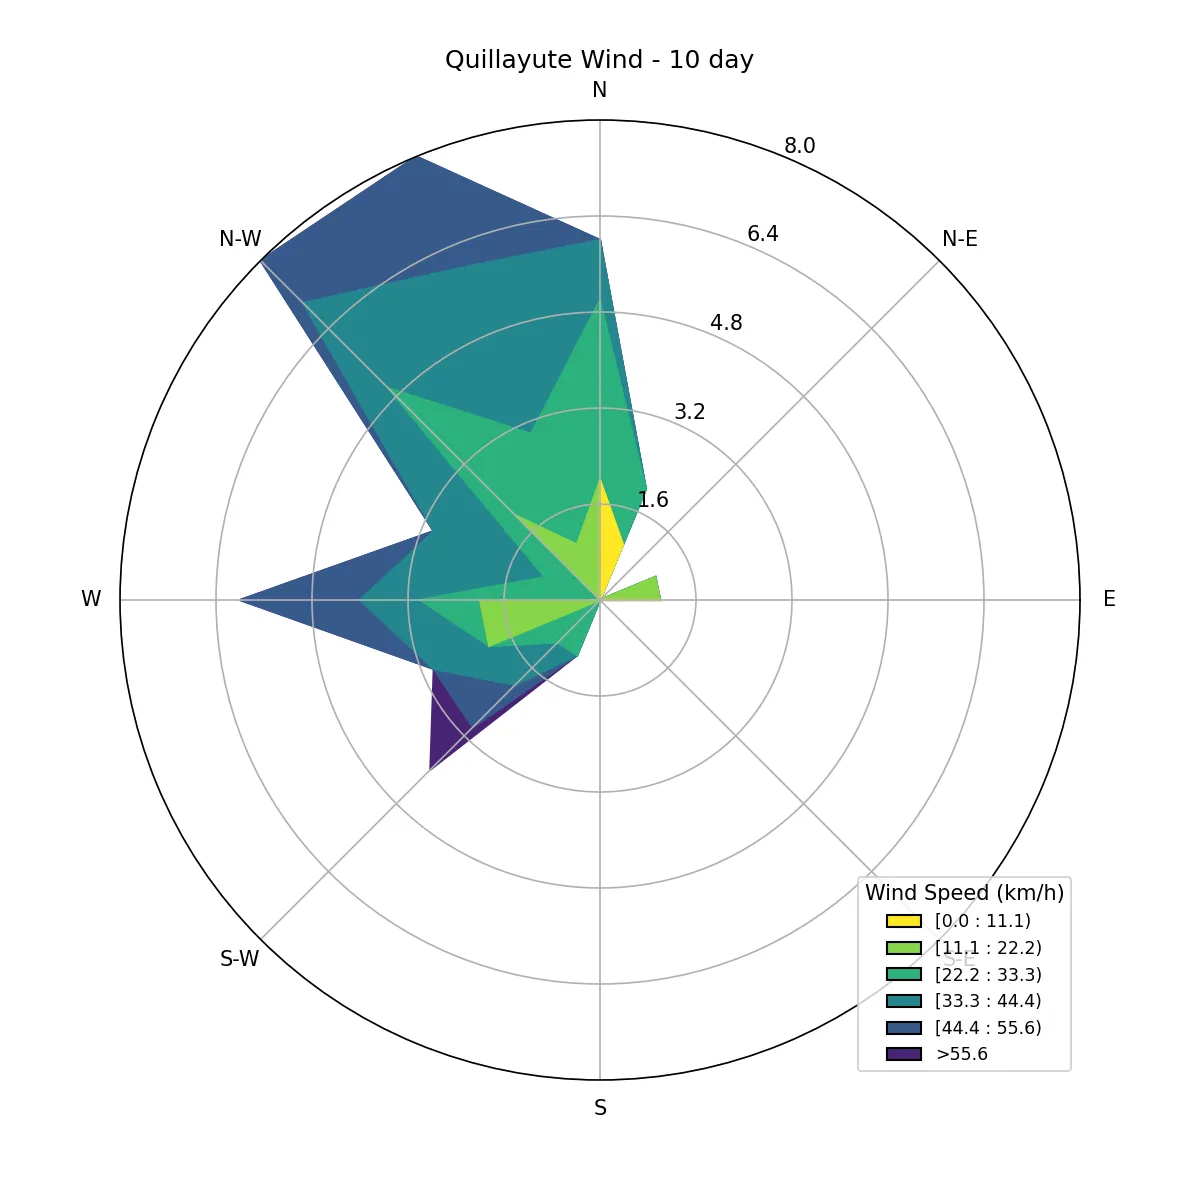 Quillayute Wind - 10 day
N
8.0
N-W
6.4
N-E
4.8
3.2
1.6
W
E
S-W
S-E
Wind Speed (km/h)
[0.0 : 11.1)
[11.1 : 22.2)
[22.2 : 33.3)
[33.3 : 44.4)
[44.4 : 55.6)
>55.6
S